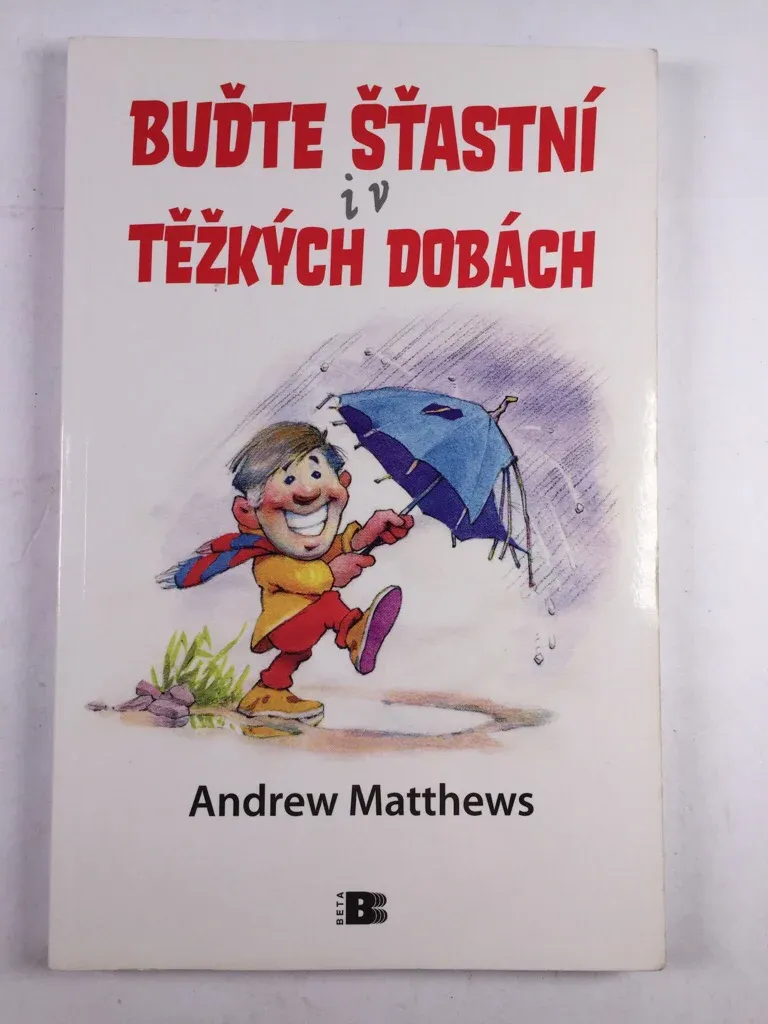 BUĎTE ŠŤASTNÍ
i v
TĚŽKÝCH DOBÁCH
Andrew Matthews
BETA B